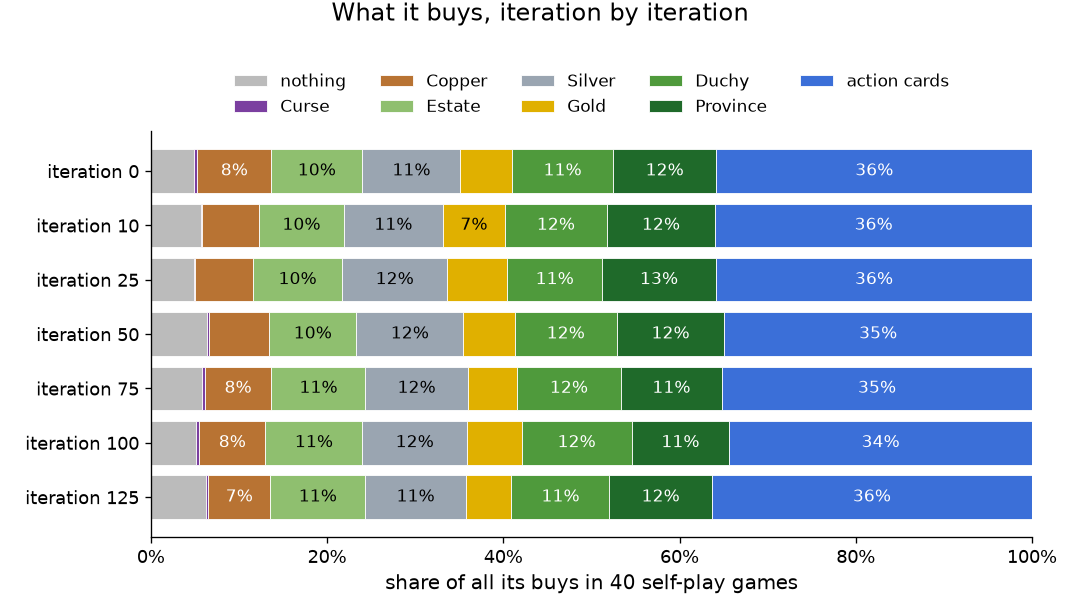 What it buys, iteration by iteration
nothing Copper Silver Duchy action cards
Curse Estate Gold Province
iteration 0 8% 10% 11% 11% 12% 36%
iteration 10 10% 11% 7% 12% 12% 36%
iteration 25 10% 12% 11% 13% 36%
iteration 50 10% 12% 12% 12% 35%
iteration 75 8% 11% 12% 12% 11% 35%
iteration 100 8% 11% 12% 12% 11% 34%
iteration 125 7% 11% 11% 11% 12% 36%
0% 20% 40% 60% 80% 100%
share of all its buys in 40 self-play games